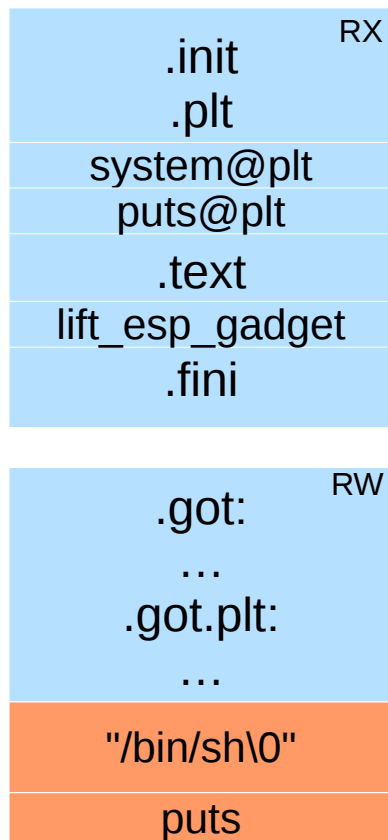 RX
.init
.plt
system@plt
puts@plt
.text
lift_esp_gadget
.fini
RW
.got:
...
.got.plt:
...
"/bin/sh\0"
puts